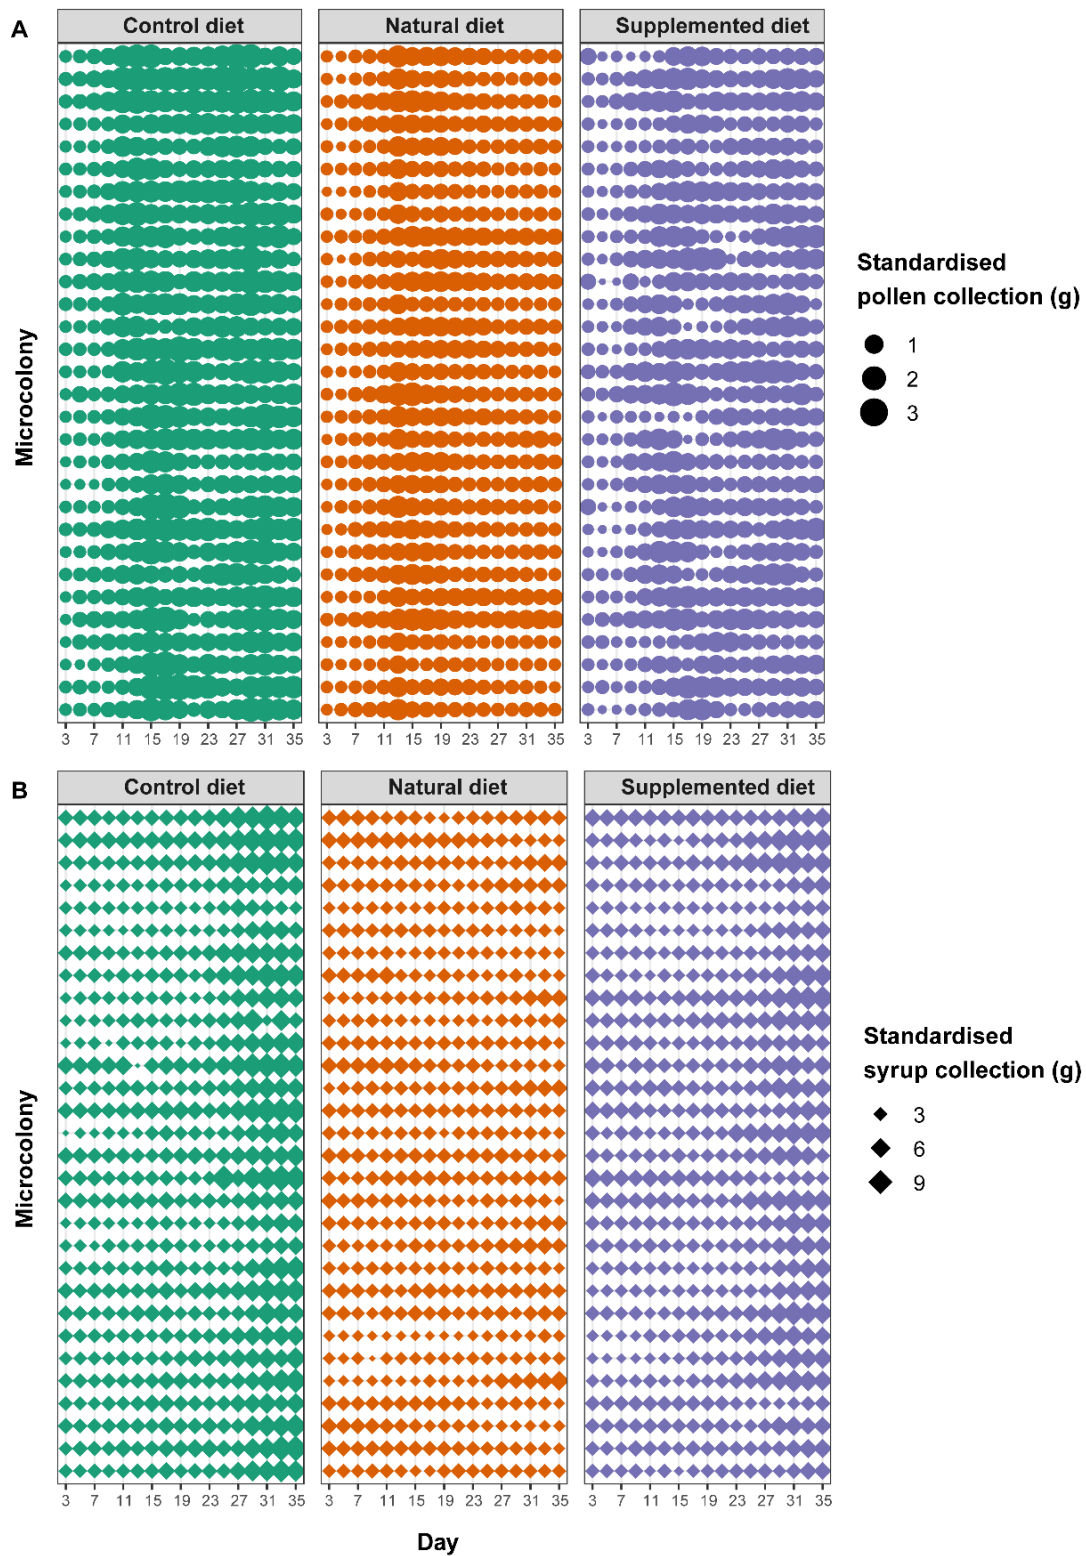 A
Control diet
Natural diet
Supplemented diet
Microcolony
3 7 11 15 19 23 27 31 35
3 7 11 15 19 23 27 31 35
3 7 11 15 19 23 27 31 35
Standardised
pollen collection (g)
1
2
3
B
Control diet
Natural diet
Supplemented diet
Microcolony
3 7 11 15 19 23 27 31 35
3 7 11 15 19 23 27 31 35
3 7 11 15 19 23 27 31 35
Day
Standardised
syrup collection (g)
3
6
9